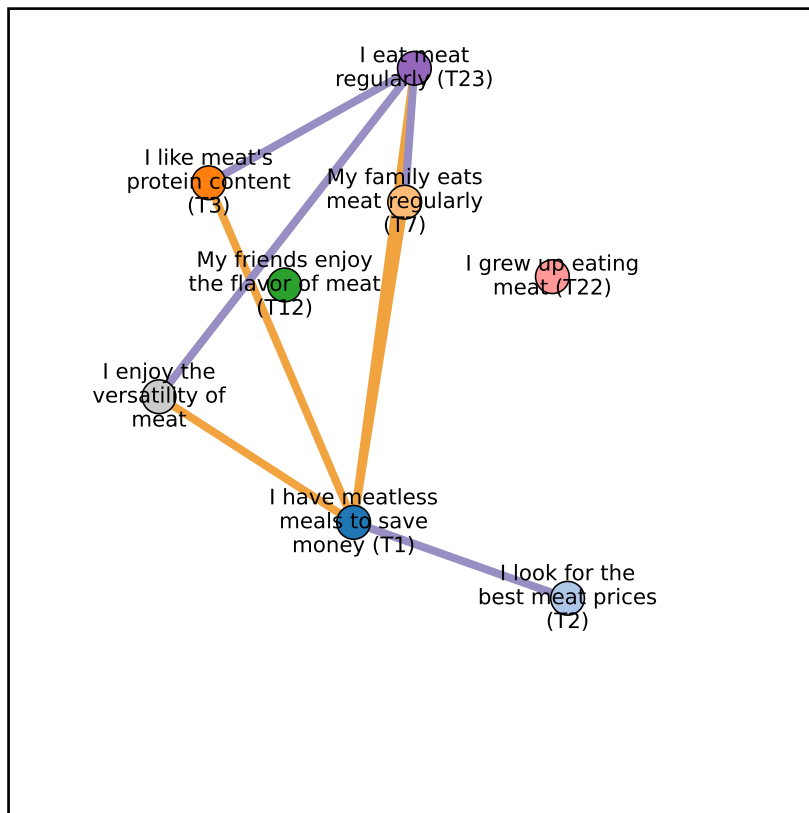 I eat meat
regularly (T23)
I like meat's
protein content
(T3)
My family eats
meat regularly
(T7)
My friends enjoy
the flavor of meat
(T12)
I grew up eating
meat (T22)
I enjoy the
versatility of
meat
I have meatless
meals to save
money (T1)
I look for the
best meat prices
(T2)